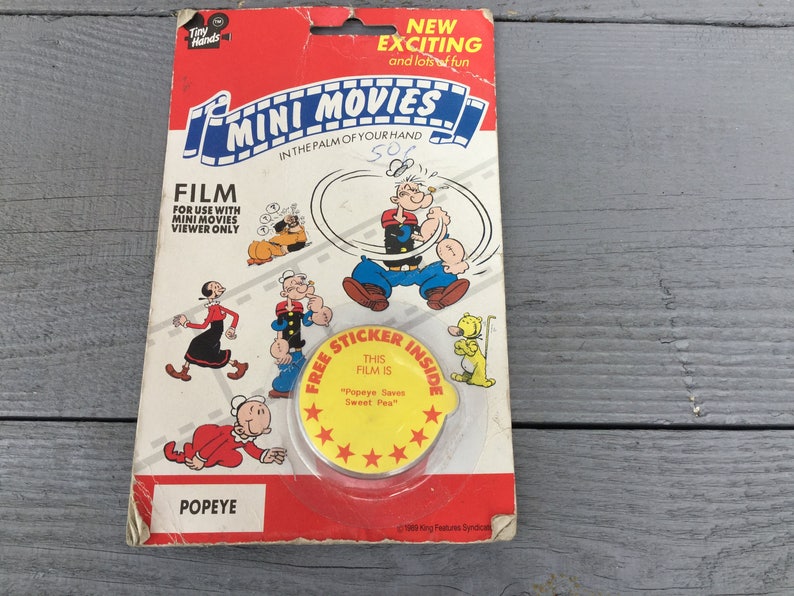 Tiny
Hands
TM
NEW
EXCITING
and lots of fun
MINI MOVIES
IN THE PALM OF YOUR HAND
50¢
FILM
FOR USE WITH
MINI MOVIES
VIEWER ONLY
? ? ?
FREE STICKER INSIDE
THIS
FILM IS
"Popeye Saves
Sweet Pea"
POPEYE
©1989 King Features Syndicate